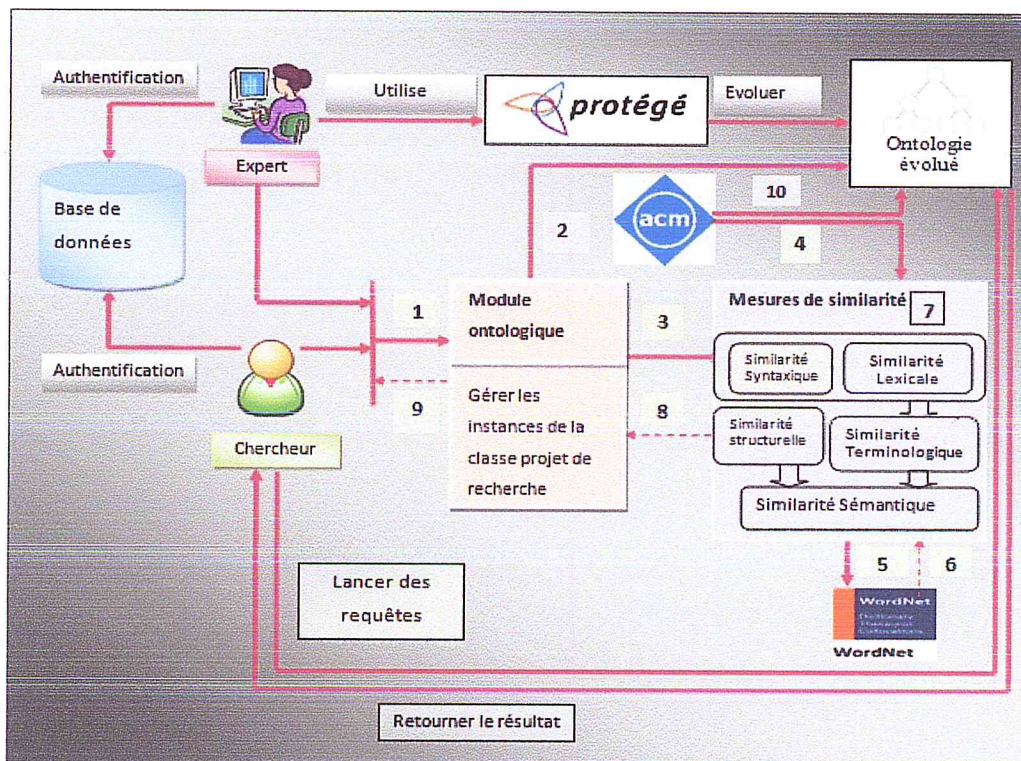 Authentification
Utilise
protégé
Evoluer
Ontologie
évolué
Expert
Base de
données
acm
10
2
4
1
Module
ontologique
3
Mesures de similarité
7
Similarité
Syntaxique
Similarité
Lexicale
Authentification
9
Gérer les
instances de la
classe projet de
recherche
8
Similarité
structurelle
Similarité
Terminologique
Chercheur
Similarité Sémantique
5
6
Lancer des
requêtes
WordNet
WordNet
Retourner le résultat